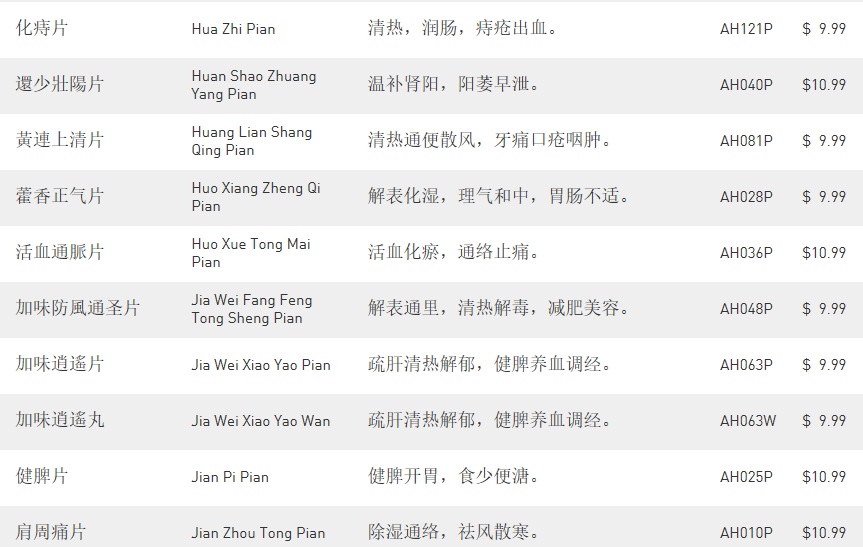 化痔片 Hua Zhi Pian 清热，润肠，痔疮出血。 AH121P $ 9.99
還少壯陽片 Huan Shao Zhuang Yang Pian 温补肾阳，阳萎早泄。 AH040P $10.99
黃連上清片 Huang Lian Shang Qing Pian 清热通便散风，牙痛口疮咽肿。 AH081P $ 9.99
藿香正气片 Huo Xiang Zheng Qi Pian 解表化湿，理气和中，胃肠不适。 AH028P $ 9.99
活血通脈片 Huo Xue Tong Mai Pian 活血化瘀，通络止痛。 AH036P $10.99
加味防風通圣片 Jia Wei Fang Feng Tong Sheng Pian 解表通里，清热解毒，减肥美容。 AH048P $ 9.99
加味逍遙片 Jia Wei Xiao Yao Pian 疏肝清热解郁，健脾养血调经。 AH063P $ 9.99
加味逍遙丸 Jia Wei Xiao Yao Wan 疏肝清热解郁，健脾养血调经。 AH063W $ 9.99
健脾片 Jian Pi Pian 健脾开胃，食少便溏。 AH025P $10.99
肩周痛片 Jian Zhou Tong Pian 除湿通络，祛风散寒。 AH010P $10.99